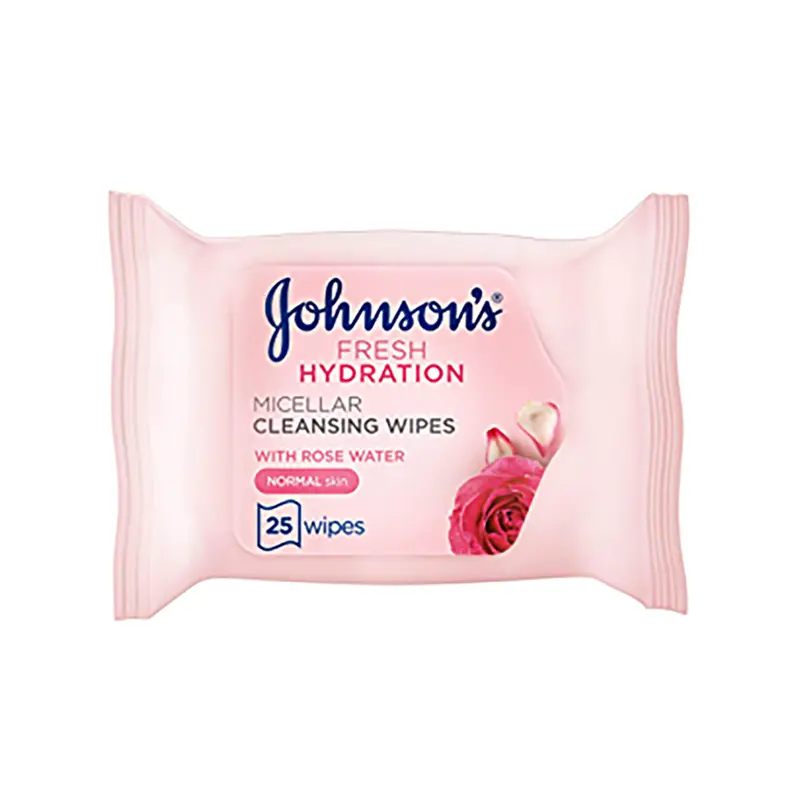 Johnson's®
FRESH
HYDRATION
MICELLAR
CLEANSING WIPES
WITH ROSE WATER
NORMAL skin
25 wipes